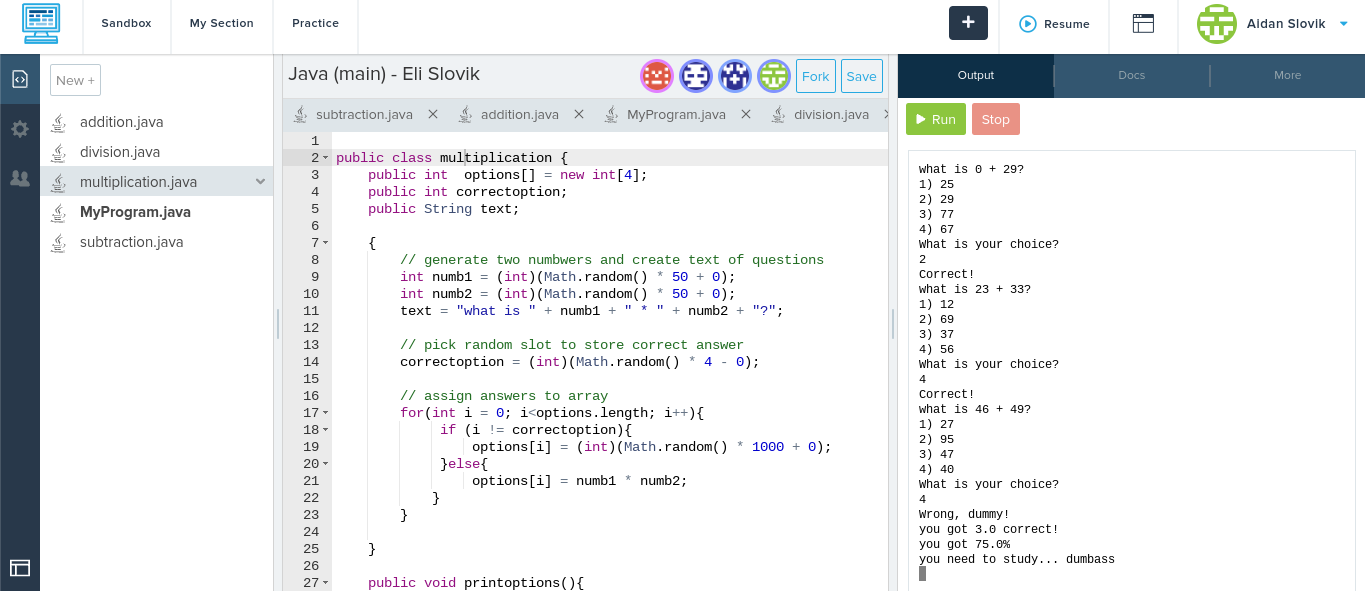 Sandbox
My Section
Practice
+
Resume
Aidan Slovik
New +
addition.java
division.java
multiplication.java
MyProgram.java
subtraction.java
Java (main) - Eli Slovik
Fork
Save
subtraction.java
addition.java
MyProgram.java
division.java
1
2 public class multiplication {
3 public int  options[] = new int[4];
4 public int correctoption;
5 public String text;
6
7 {
8 // generate two numbwers and create text of questions
9 int numb1 = (int)(Math.random() * 50 + 0);
10 int numb2 = (int)(Math.random() * 50 + 0);
11 text = "what is " + numb1 + " * " + numb2 + "?";
12
13 // pick random slot to store correct answer
14 correctoption = (int)(Math.random() * 4 - 0);
15
16 // assign answers to array
17 for(int i = 0; i<options.length; i++){
18 if (i != correctoption){
19 options[i] = (int)(Math.random() * 1000 + 0);
20 }else{
21 options[i] = numb1 * numb2;
22 }
23 }
24
25 }
26
27 public void printoptions(){
Output
Docs
More
Run
Stop
what is 0 + 29?
1) 25
2) 29
3) 77
4) 67
What is your choice?
2
Correct!
what is 23 + 33?
1) 12
2) 69
3) 37
4) 56
What is your choice?
4
Correct!
what is 46 + 49?
1) 27
2) 95
3) 47
4) 40
What is your choice?
4
Wrong, dummy!
you got 3.0 correct!
you got 75.0%
you need to study... dumbass